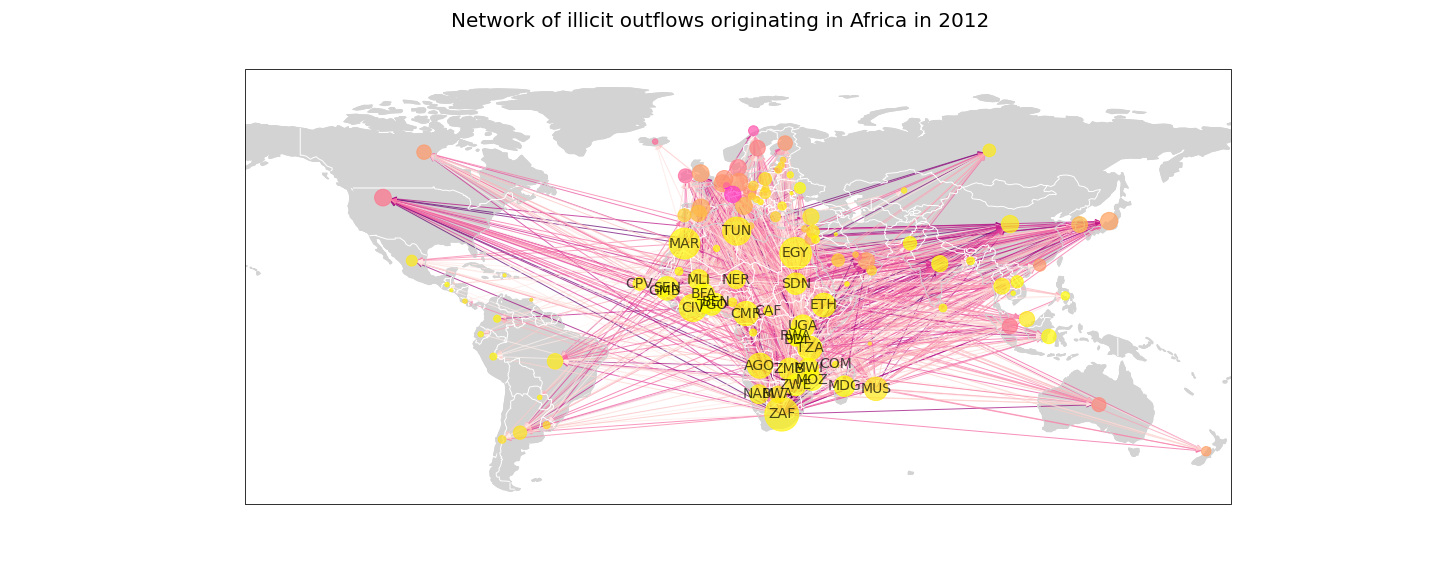 Network of illicit outflows originating in Africa in 2012
TUN
MAR
EGY
MLI
NER
SDN
CPV
SEN
GMB
BFA
BEN
TGO
ETH
CIV
CMR
CAF
UGA
RWA
BDI
TZA
AGO
ZMB
MWI
COM
MOZ
ZWE
MDG
MUS
NAM
BWA
ZAF